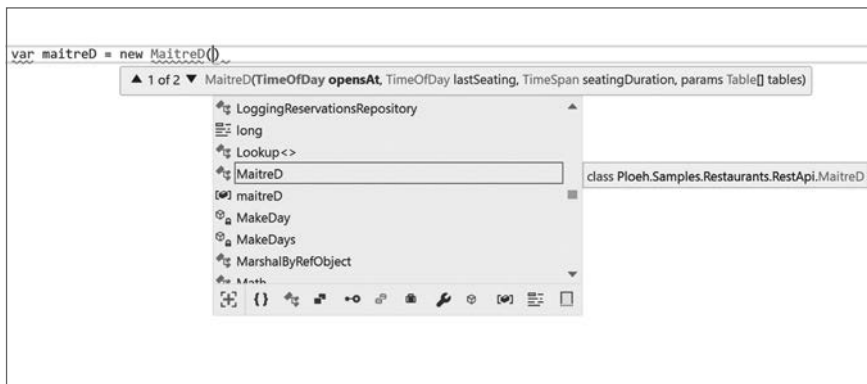 var maitreD = new MaitreD()
▲ 1 of 2 ▼ MaitreD(TimeOfDay opensAt, TimeOfDay lastSeating, TimeSpan seatingDuration, params Table[] tables)
LoggingReservationsRepository
long
Lookup<>
MaitreD
class Ploeh.Samples.Restaurants.RestApi.MaitreD
maitreD
MakeDay
MakeDays
MarshalByRefObject
Math